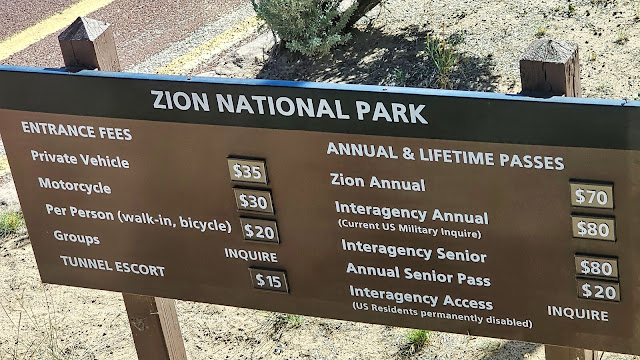 ZION NATIONAL PARK
ENTRANCE FEES
Private Vehicle $35
Motorcycle $30
Per Person (walk-in, bicycle) $20
Groups INQUIRE
TUNNEL ESCORT $15
ANNUAL & LIFETIME PASSES
Zion Annual $70
Interagency Annual $80
(Current US Military Inquire)
Interagency Senior $80
Annual Senior Pass $20
Interagency Access INQUIRE
(US Residents permanently disabled)